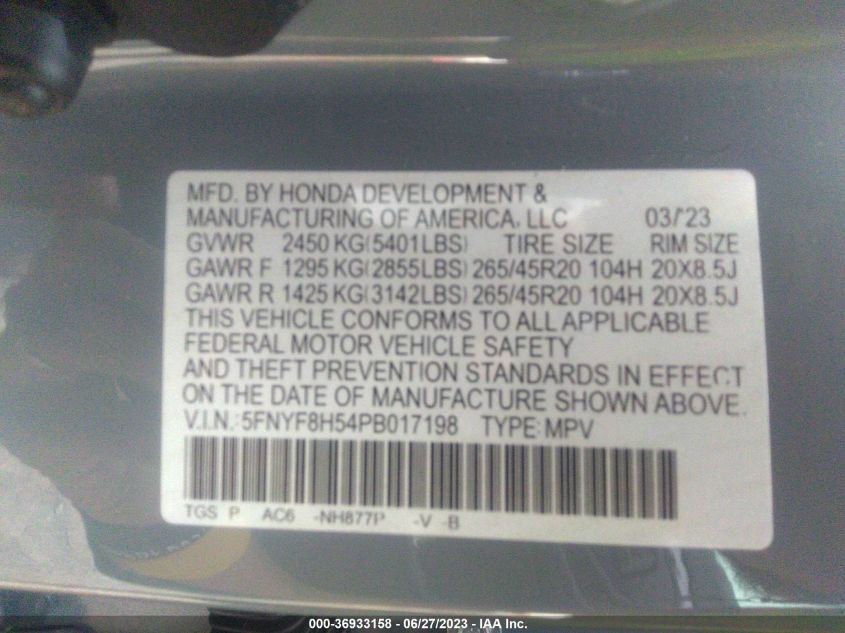 MFD. BY HONDA DEVELOPMENT &
MANUFACTURING OF AMERICA, LLC 03/23
GVWR 2450 KG(5401LBS) TIRE SIZE RIM SIZE
GAWR F 1295 KG(2855LBS) 265/45R20 104H 20X8.5J
GAWR R 1425 KG(3142LBS) 265/45R20 104H 20X8.5J
THIS VEHICLE CONFORMS TO ALL APPLICABLE
FEDERAL MOTOR VEHICLE SAFETY
AND THEFT PREVENTION STANDARDS IN EFFECT
ON THE DATE OF MANUFACTURE SHOWN ABOVE.
V.I.N.: 5FNYF8H54PB017198 TYPE: MPV
TGS P AC6 -NH877P -V -B
000-36933158 - 06/27/2023 - IAA Inc.